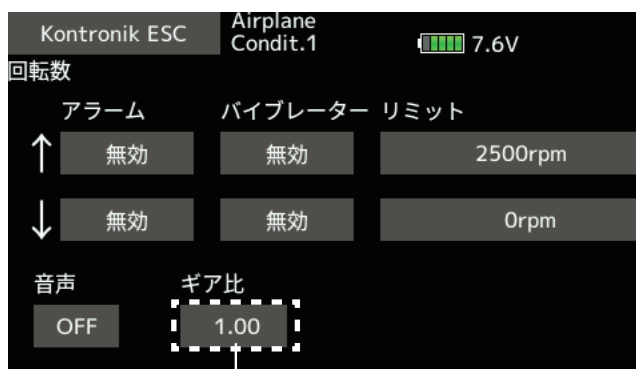 Kontronik ESC Airplane 7.6V
Condit.1
回転数
アラーム バイブレーター リミット
↑ 無効 無効 2500rpm
↓ 無効 無効 0rpm
音声 ギア比
OFF 1.00